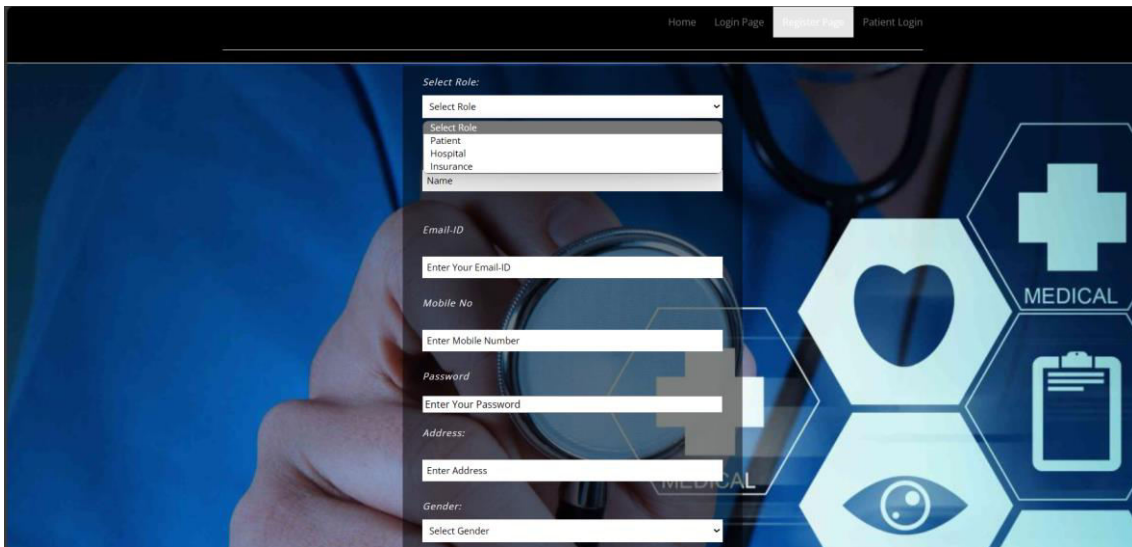 Home Login Page Register Page Patient Login
Select Role:
Select Role
Select Role
Patient
Hospital
Insurance
Name
Email-ID
Enter Your Email-ID
Mobile No
Enter Mobile Number
Password
Enter Your Password
Address:
Enter Address
Gender:
Select Gender
MEDICAL
MEDICAL